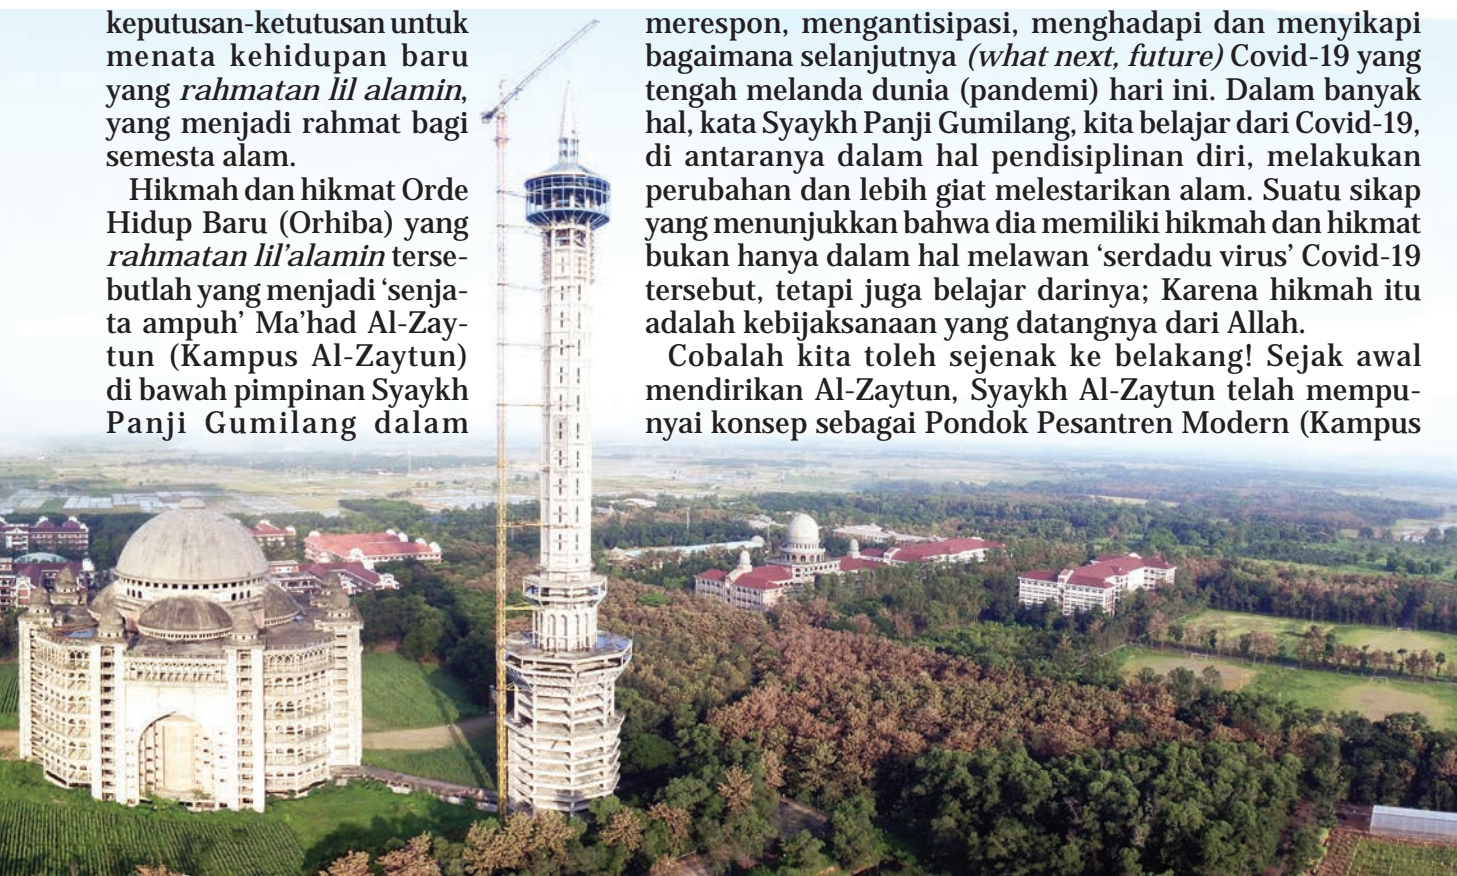 keputusan-ketutusan untuk
menata kehidupan baru
yang rahmatan lil alamin,
yang menjadi rahmat bagi
semesta alam.
Hikmah dan hikmat Orde
Hidup Baru (Orhiba) yang
rahmatan lil'alamin terse-
butlah yang menjadi ‘senja-
ta ampuh’ Ma’had Al-Zay-
tun (Kampus Al-Zaytun)
di bawah pimpinan Syaykh
Panji Gumilang dalam
merespon, mengantisipasi, menghadapi dan menyikapi
bagaimana selanjutnya (what next, future) Covid-19 yang
tengah melanda dunia (pandemi) hari ini. Dalam banyak
hal, kata Syaykh Panji Gumilang, kita belajar dari Covid-19,
di antaranya dalam hal pendisiplinan diri, melakukan
perubahan dan lebih giat melestarikan alam. Suatu sikap
yang menunjukkan bahwa dia memiliki hikmah dan hikmat
bukan hanya dalam hal melawan ‘serdadu virus’ Covid-19
tersebut, tetapi juga belajar darinya; Karena hikmah itu
adalah kebijaksanaan yang datangnya dari Allah.
Cobalah kita toleh sejenak ke belakang! Sejak awal
mendirikan Al-Zaytun, Syaykh Al-Zaytun telah mempu-
nyai konsep sebagai Pondok Pesantren Modern (Kampus